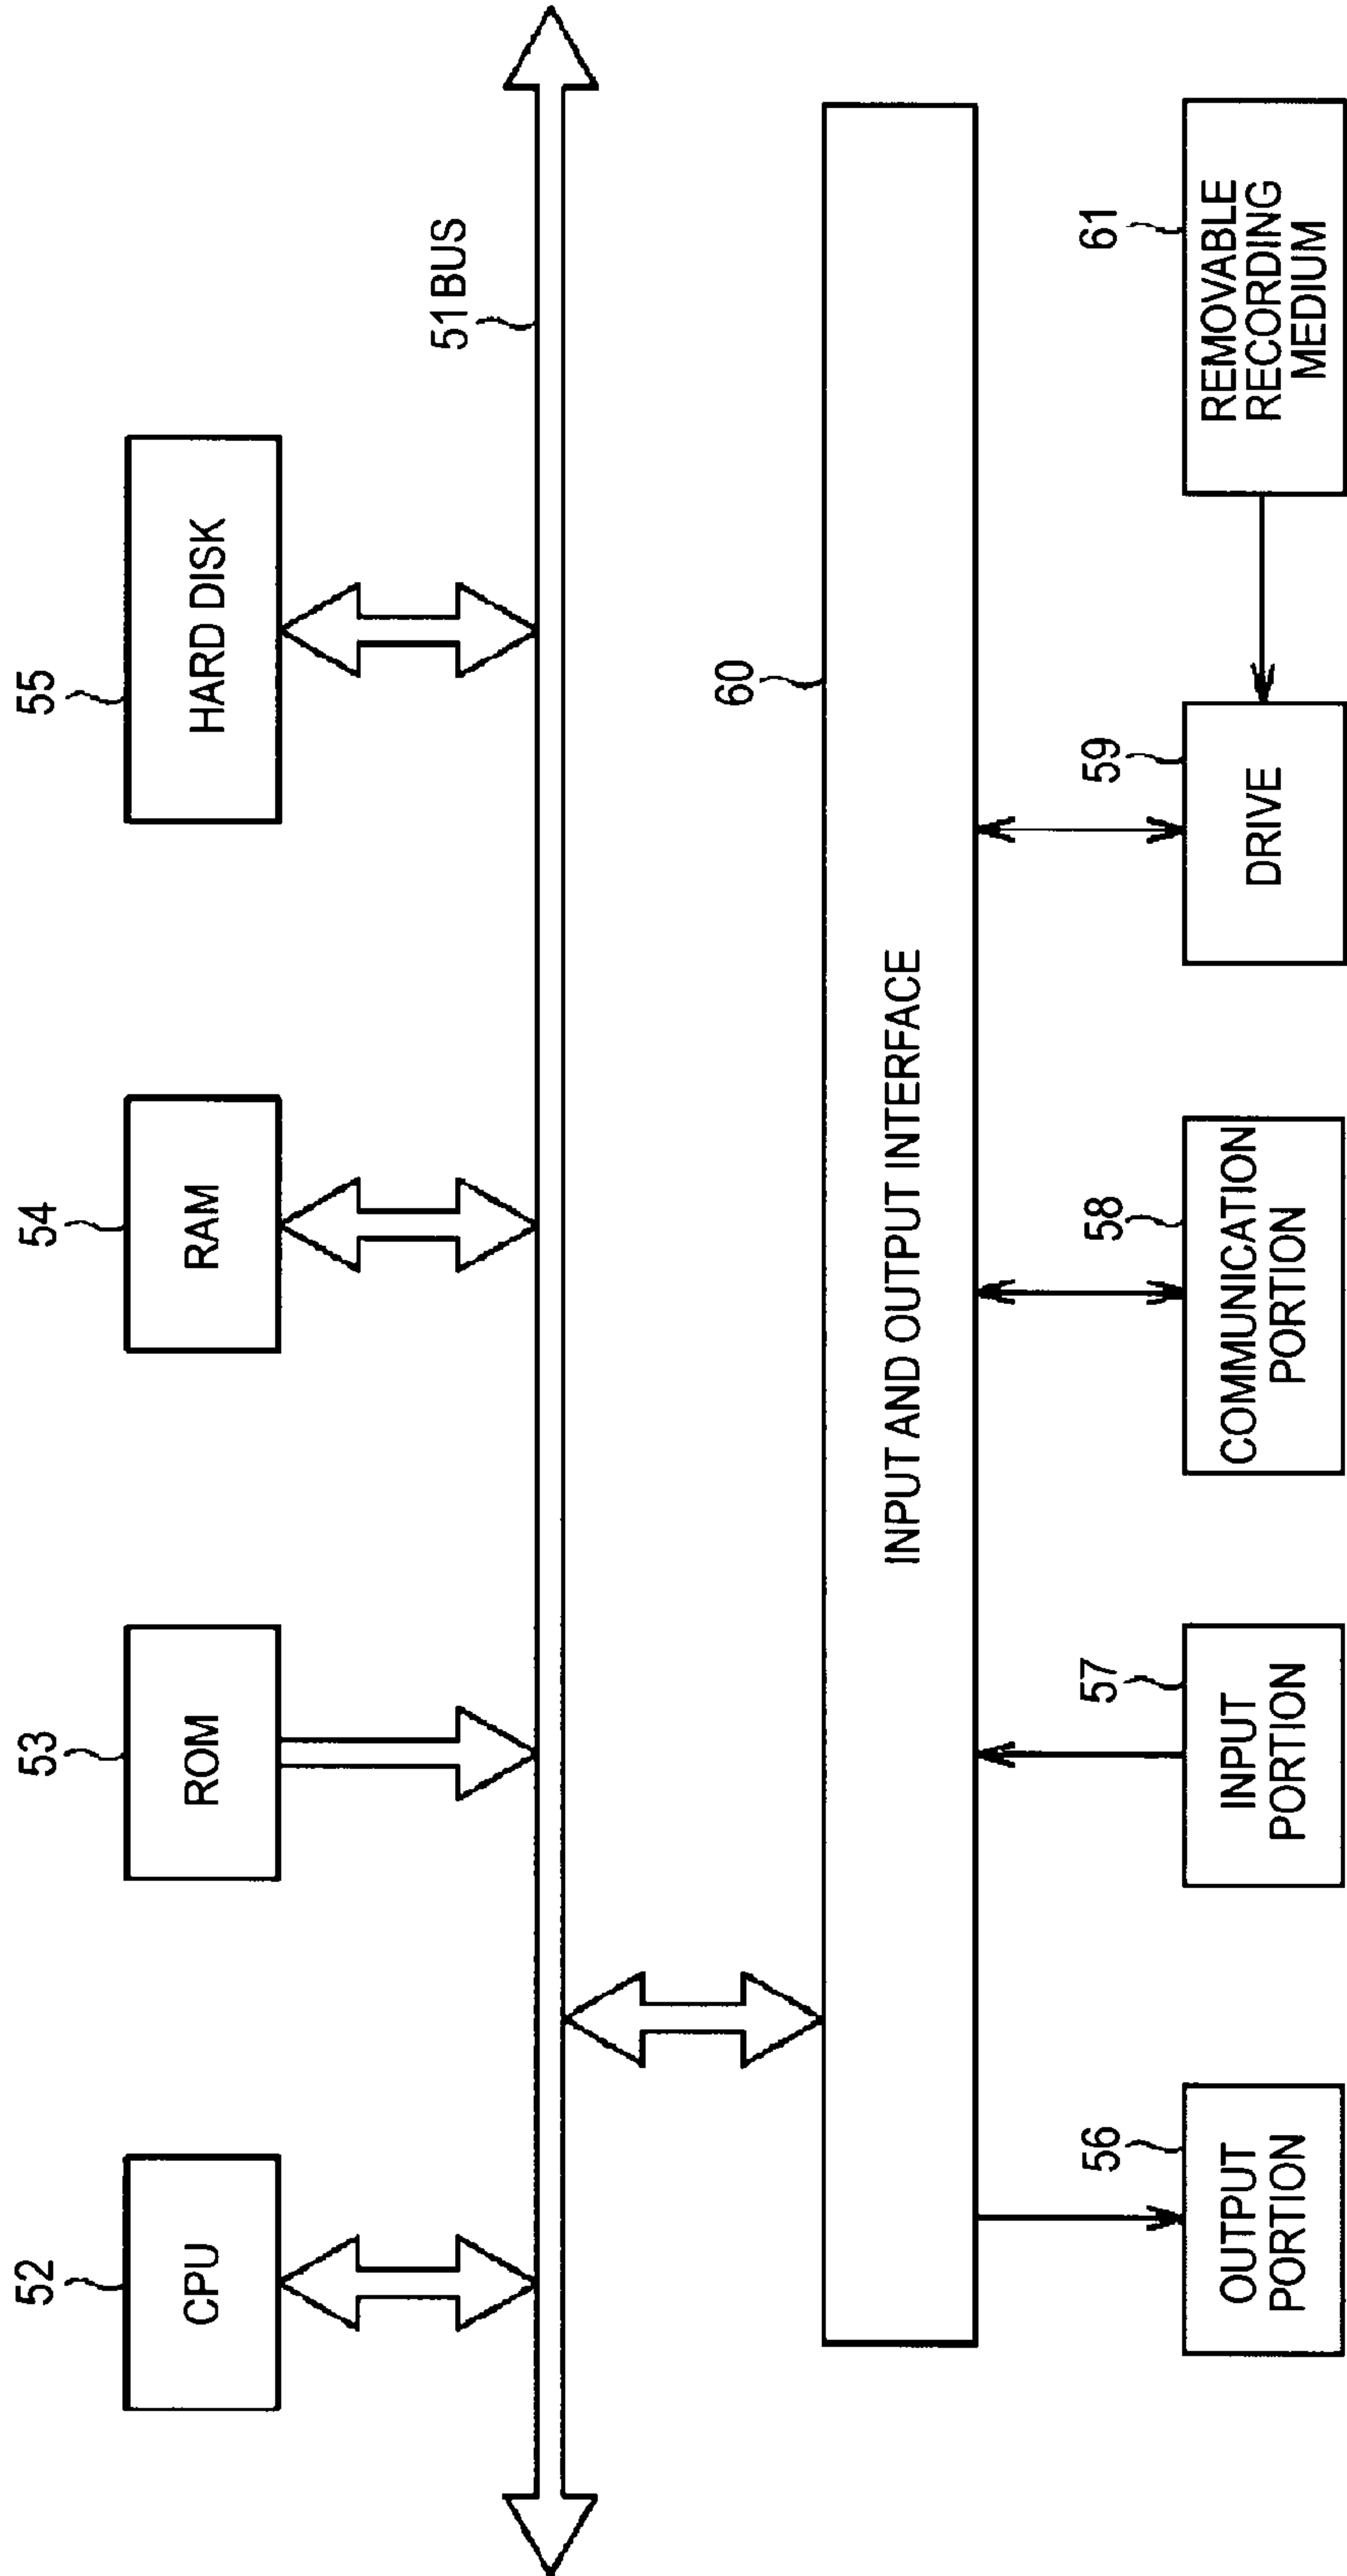 52
CPU
53
ROM
54
RAM
55
HARD DISK
51 BUS
60
INPUT AND OUTPUT INTERFACE
56
OUTPUT
PORTION
57
INPUT
PORTION
58
COMMUNICATION
PORTION
59
DRIVE
61
REMOVABLE
RECORDING
MEDIUM